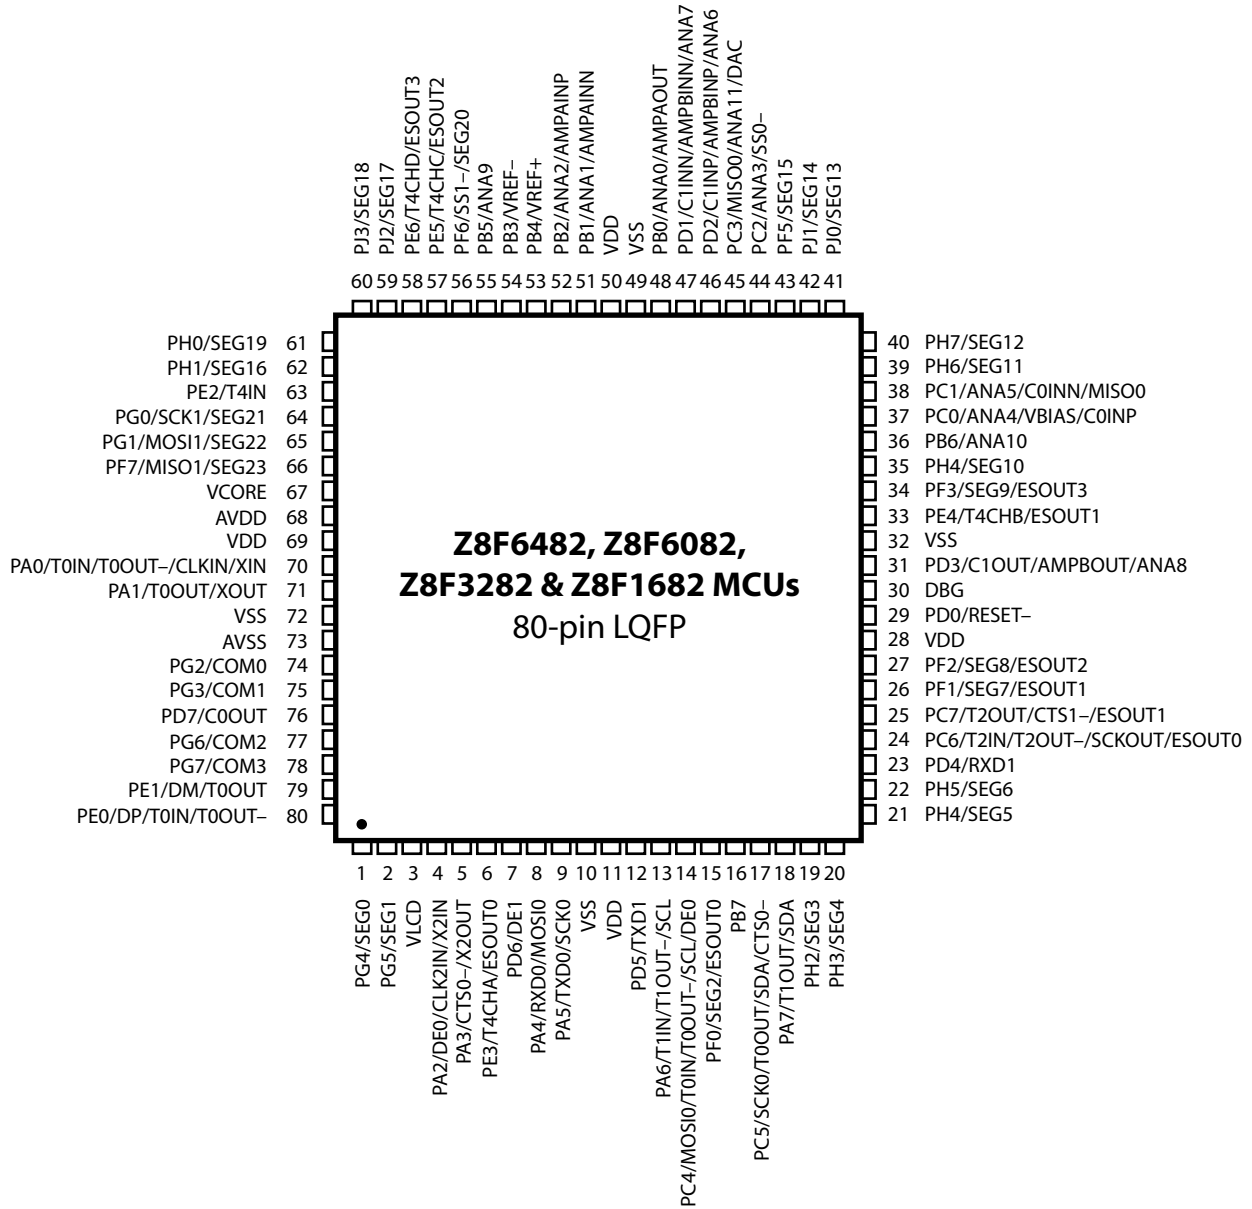 PJ3/SEG18
PJ2/SEG17
PE6/T4CHD/ESOUT3
PE5/T4CHC/ESOUT2
PF6/SS1–/SEG20
PB5/ANA9
PB3/VREF–
PB4/VREF+
PB2/ANA2/AMPAINP
PB1/ANA1/AMPAINN
VDD
VSS
PB0/ANA0/AMPAOUT
PD1/C1INN/AMPBINN/ANA7
PD2/C1INP/AMPBINP/ANA6
PC3/MISO0/ANA11/DAC
PC2/ANA3/SS0–
PF5/SEG15
PJ1/SEG14
PJ0/SEG13
60 59 58 57 56 55 54 53 52 51 50 49 48 47 46 45 44 43 42 41
PH0/SEG19 61
PH1/SEG16 62
PE2/T4IN 63
PG0/SCK1/SEG21 64
PG1/MOSI1/SEG22 65
PF7/MISO1/SEG23 66
VCORE 67
AVDD 68
VDD 69
PA0/T0IN/T0OUT–/CLKIN/XIN 70
PA1/T0OUT/XOUT 71
VSS 72
AVSS 73
PG2/COM0 74
PG3/COM1 75
PD7/C0OUT 76
PG6/COM2 77
PG7/COM3 78
PE1/DM/T0OUT 79
PE0/DP/T0IN/T0OUT– 80
Z8F6482, Z8F6082,
Z8F3282 & Z8F1682 MCUs
80-pin LQFP
40 PH7/SEG12
39 PH6/SEG11
38 PC1/ANA5/C0INN/MISO0
37 PC0/ANA4/VBIAS/C0INP
36 PB6/ANA10
35 PH4/SEG10
34 PF3/SEG9/ESOUT3
33 PE4/T4CHB/ESOUT1
32 VSS
31 PD3/C1OUT/AMPBOUT/ANA8
30 DBG
29 PD0/RESET–
28 VDD
27 PF2/SEG8/ESOUT2
26 PF1/SEG7/ESOUT1
25 PC7/T2OUT/CTS1–/ESOUT1
24 PC6/T2IN/T2OUT–/SCKOUT/ESOUT0
23 PD4/RXD1
22 PH5/SEG6
21 PH4/SEG5
1 2 3 4 5 6 7 8 9 10 11 12 13 14 15 16 17 18 19 20
PG4/SEG0
PG5/SEG1
VLCD
PA2/DE0/CLK2IN/X2IN
PA3/CTS0–/X2OUT
PE3/T4CHA/ESOUT0
PD6/DE1
PA4/RXD0/MOSI0
PA5/TXD0/SCK0
VSS
VDD
PD5/TXD1
PA6/T1IN/T1OUT–/SCL
PC4/MOSI0/T0IN/T0OUT–/SCL/DE0
PF0/SEG2/ESOUT0
PB7
PC5/SCK0/T0OUT/SDA/CTS0–
PA7/T1OUT/SDA
PH2/SEG3
PH3/SEG4